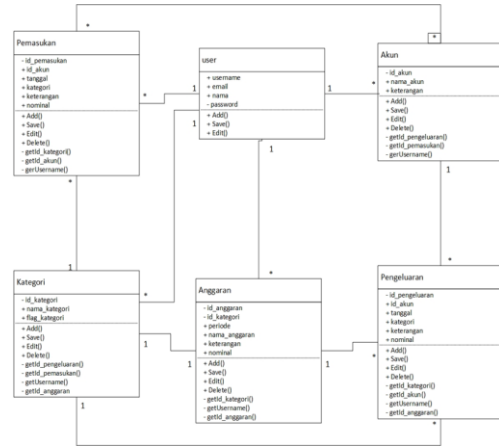 *
*
Pemasukan
- id_pemasukan
+ id_akun
+ tanggal
+ kategori
+ keterangan
+ nominal
+ Add()
+ Save()
+ Edit()
+ Delete()
- getId_kategori()
- getId_akun()
- gerUsername()
*
*
user
+ username
+ email
+ nama
- password
+ Add()
+ Save()
+ Edit()
1
1
1
1
Akun
- id_akun
+ nama_akun
+ keterangan
+ Add()
+ Save()
+ Edit()
+ Delete()
- getId_pengeluaran()
- getId_pemasukan()
- gerUsername()
*
1
Kategori
- id_kategori
+ nama_kategori
+ flag_kategori
+ Add()
+ Save()
+ Edit()
+ Delete()
- getId_pengeluaran()
- getId_pemasukan()
- getUsername()
- getId_anggaran
1
*
1
1
Anggaran
- id_anggaran
- id_kategori
+ periode
+ nama_anggaran
+ keterangan
+ nominal
+ Add()
+ Save()
+ Edit()
+ Delete()
- getId_kategori()
- getUsername()
- getId_anggaran()
*
1
1
Pengeluaran
- id_pengeluaran
+ id_akun
+ tanggal
+ kategori
+ keterangan
+ nominal
+ Add()
+ Save()
+ Edit()
+ Delete()
- getId_kategori()
- getId_akun()
- getUsername()
- getId_anggaran()
*
*
*